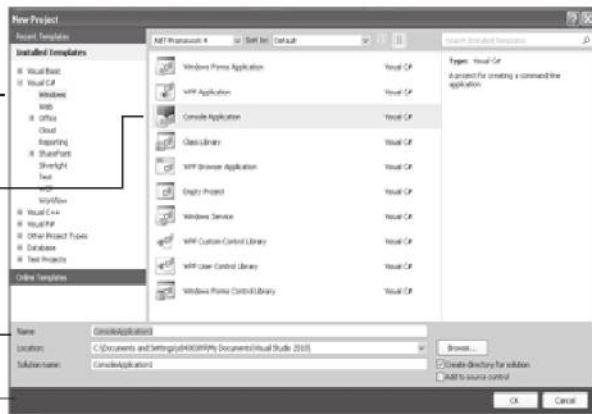 New Project
Recent Templates
Installed Templates
Visual Basic
Visual C#
Windows
Web
Office
Cloud
Reporting
SharePoint
Silverlight
Test
WCF
Workflow
Visual C++
Visual F#
Other Project Types
Database
Test Projects
Online Templates
.NET Framework 4
Sort by: Default
Windows Forms Application Visual C#
WPF Application Visual C#
Console Application Visual C#
Class Library Visual C#
WPF Browser Application Visual C#
Empty Project Visual C#
Windows Service Visual C#
WPF Custom Control Library Visual C#
WPF User Control Library Visual C#
Windows Forms Control Library Visual C#
Search Installed Templates
Type: Visual C#
A project for creating a command-line
application
Name: ConsoleApplication1
Location: My Documents\Visual Studio 2010\
Browse...
Solution name: ConsoleApplication1
Create directory for solution
Add to source control
OK Cancel